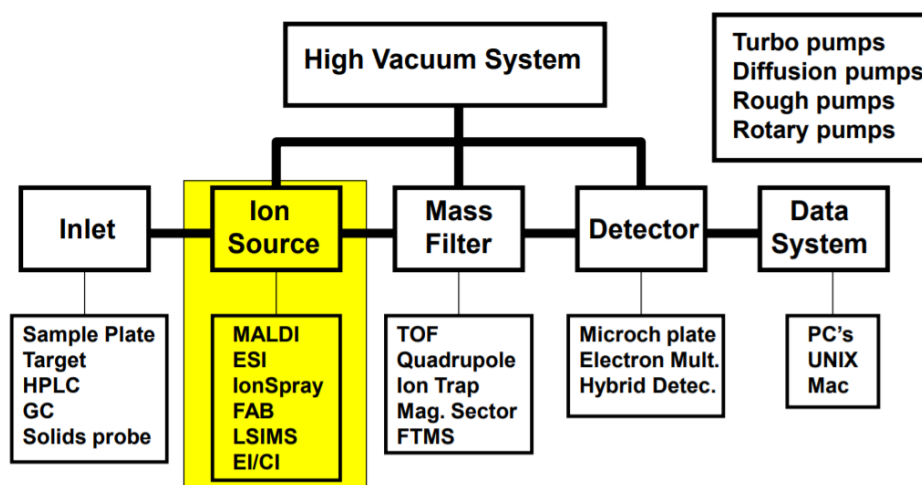 High Vacuum System
Turbo pumps
Diffusion pumps
Rough pumps
Rotary pumps
Inlet
Ion
Source
Mass
Filter
Detector
Data
System
Sample Plate
Target
HPLC
GC
Solids probe
MALDI
ESI
IonSpray
FAB
LSIMS
EI/CI
TOF
Quadrupole
Ion Trap
Mag. Sector
FTMS
Microch plate
Electron Mult.
Hybrid Detec.
PC's
UNIX
Mac